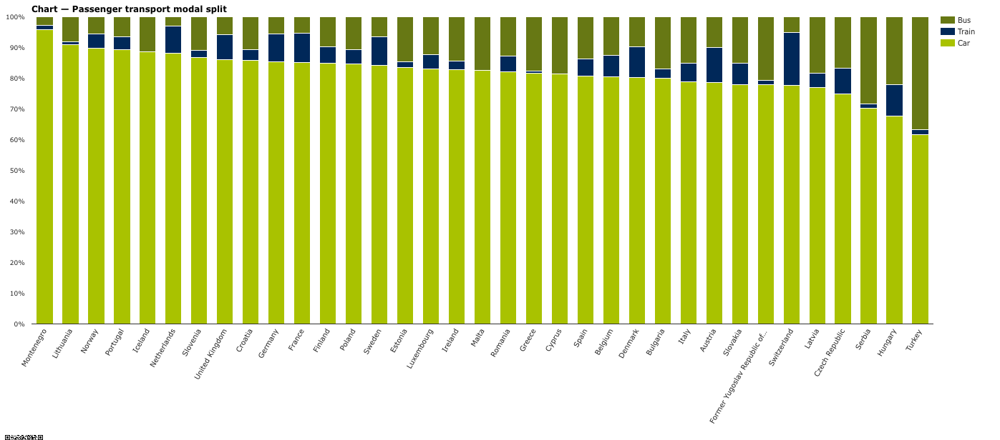 Chart — Passenger transport modal split
100%
90%
80%
70%
60%
50%
40%
30%
20%
10%
0%
Bus
Train
Car
Montenegro
Lithuania
Norway
Portugal
Iceland
Netherlands
Slovenia
United Kingdom
Croatia
Germany
France
Finland
Poland
Sweden
Estonia
Luxembourg
Ireland
Malta
Romania
Greece
Cyprus
Spain
Belgium
Denmark
Bulgaria
Italy
Austria
Slovakia
Former Yugoslav Republic of...
Switzerland
Latvia
Czech Republic
Serbia
Hungary
Turkey